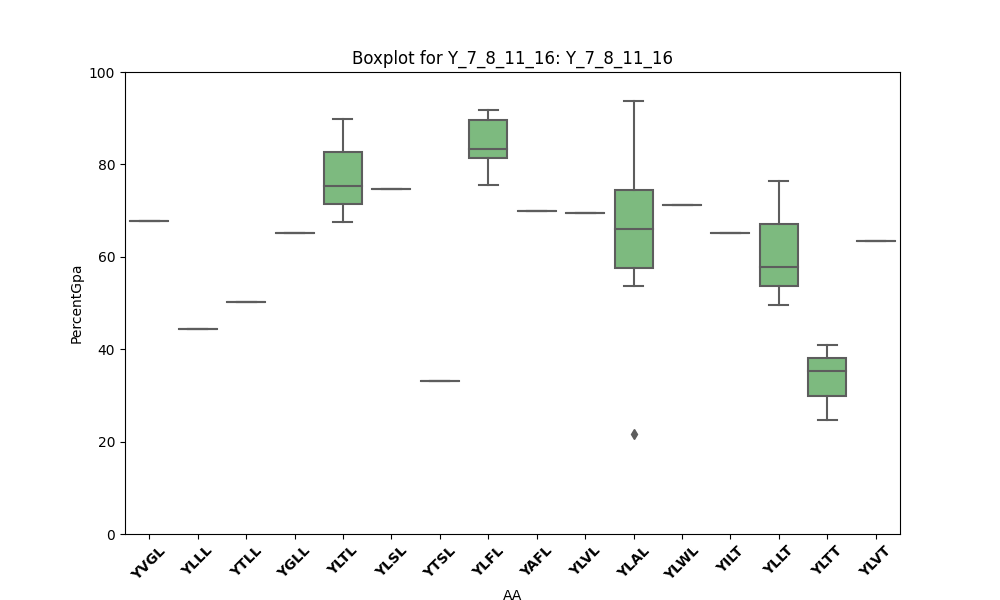 Boxplot for Y_7_8_11_16: Y_7_8_11_16
100
80
60
40
20
0
PercentGpa
YVGL YLLL YTLL YGLL YLTL YLSL YTSL YLFL YAFL YLVL YLAL YLWL YILT YLLT YLTT YLVT
AA